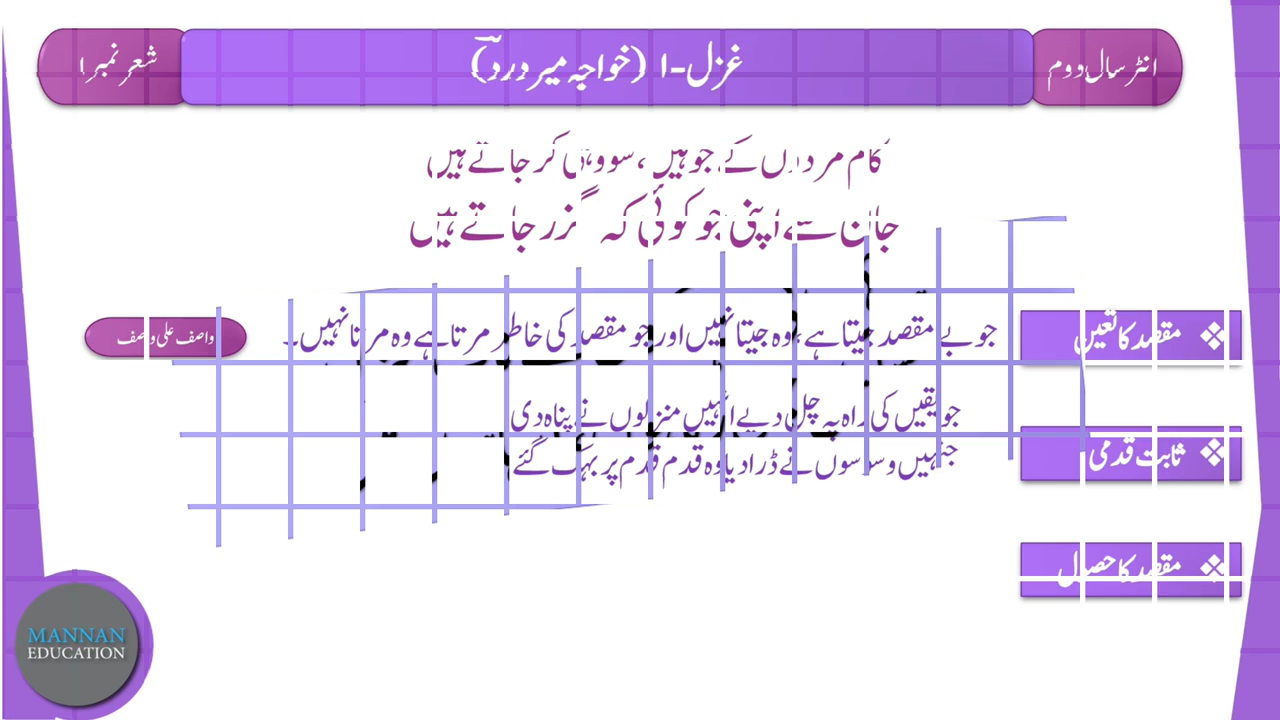 انٹر سال دوم
غزل-۱ (خواجہ میر دردؔ)
شعر نمبر ۱
کام مردوں کے جو ہیں، سو وہی کر جاتے ہیں
جان سے اپنی جو کوئی کہ گزر جاتے ہیں
❖ مقصد کا تعین
جو بے مقصد جیتا ہے، وہ جیتا نہیں اور جو مقصد کی خاطر مرتا ہے وہ مرتا نہیں۔
واصف علی واصف
❖ ثابت قدمی
جو یقیں کی راہ پہ چل دیے انہیں منزلوں نے پناہ دی
جنہیں وسوسوں نے ڈرا دیا وہ قدم قدم پر بہک گئے
❖ مقصد کا حصول
MANNAN
EDUCATION